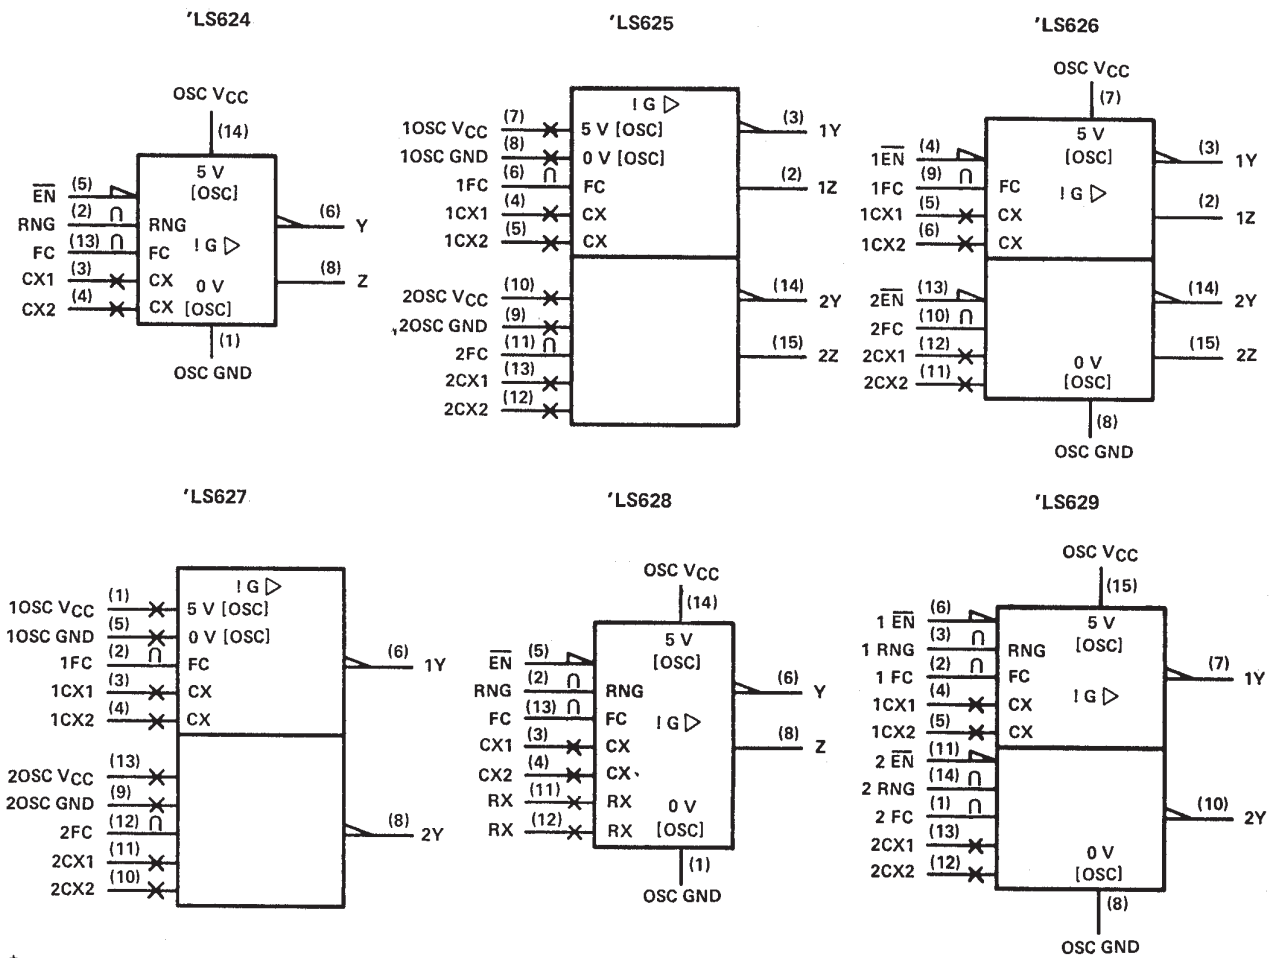 'LS624
OSC VCC
(14)
5 V
[OSC]
EN (5)
RNG (2) ∩ RNG
FC (13) ∩ FC
! G ▷
CX1 (3) CX
CX2 (4) CX
0 V
[OSC]
(6) Y
(8) Z
(1)
OSC GND
'LS625
! G ▷
1OSC VCC (7) 5 V [OSC]
1OSC GND (8) 0 V [OSC]
1FC (6) ∩ FC
1CX1 (4) CX
1CX2 (5) CX
(3) 1Y
(2) 1Z
2OSC VCC (10)
2OSC GND (9)
2FC (11) ∩
2CX1 (13)
2CX2 (12)
(14) 2Y
(15) 2Z
'LS626
OSC VCC
(7)
5 V
[OSC]
1EN (4)
1FC (9) ∩ FC
! G ▷
1CX1 (5) CX
1CX2 (6) CX
(3) 1Y
(2) 1Z
2EN (13)
2FC (10) ∩
2CX1 (12)
2CX2 (11)
0 V
[OSC]
(14) 2Y
(15) 2Z
(8)
OSC GND
'LS627
! G ▷
1OSC VCC (1) 5 V [OSC]
1OSC GND (5) 0 V [OSC]
1FC (2) ∩ FC
1CX1 (3) CX
1CX2 (4) CX
(6) 1Y
2OSC VCC (13)
2OSC GND (9)
2FC (12) ∩
2CX1 (11)
2CX2 (10)
(8) 2Y
'LS628
OSC VCC
(14)
5 V
[OSC]
EN (5)
RNG (2) ∩ RNG
FC (13) ∩ FC
! G ▷
CX1 (3) CX
CX2 (4) CX
RX (11) RX
RX (12) RX
0 V
[OSC]
(6) Y
(8) Z
(1)
OSC GND
'LS629
OSC VCC
(15)
5 V
[OSC]
1 EN (6)
1 RNG (3) ∩ RNG
1 FC (2) ∩ FC
! G ▷
1CX1 (4) CX
1CX2 (5) CX
(7) 1Y
2 EN (11)
2 RNG (14) ∩
2 FC (1) ∩
2CX1 (13)
2CX2 (12)
0 V
[OSC]
(10) 2Y
(8)
OSC GND